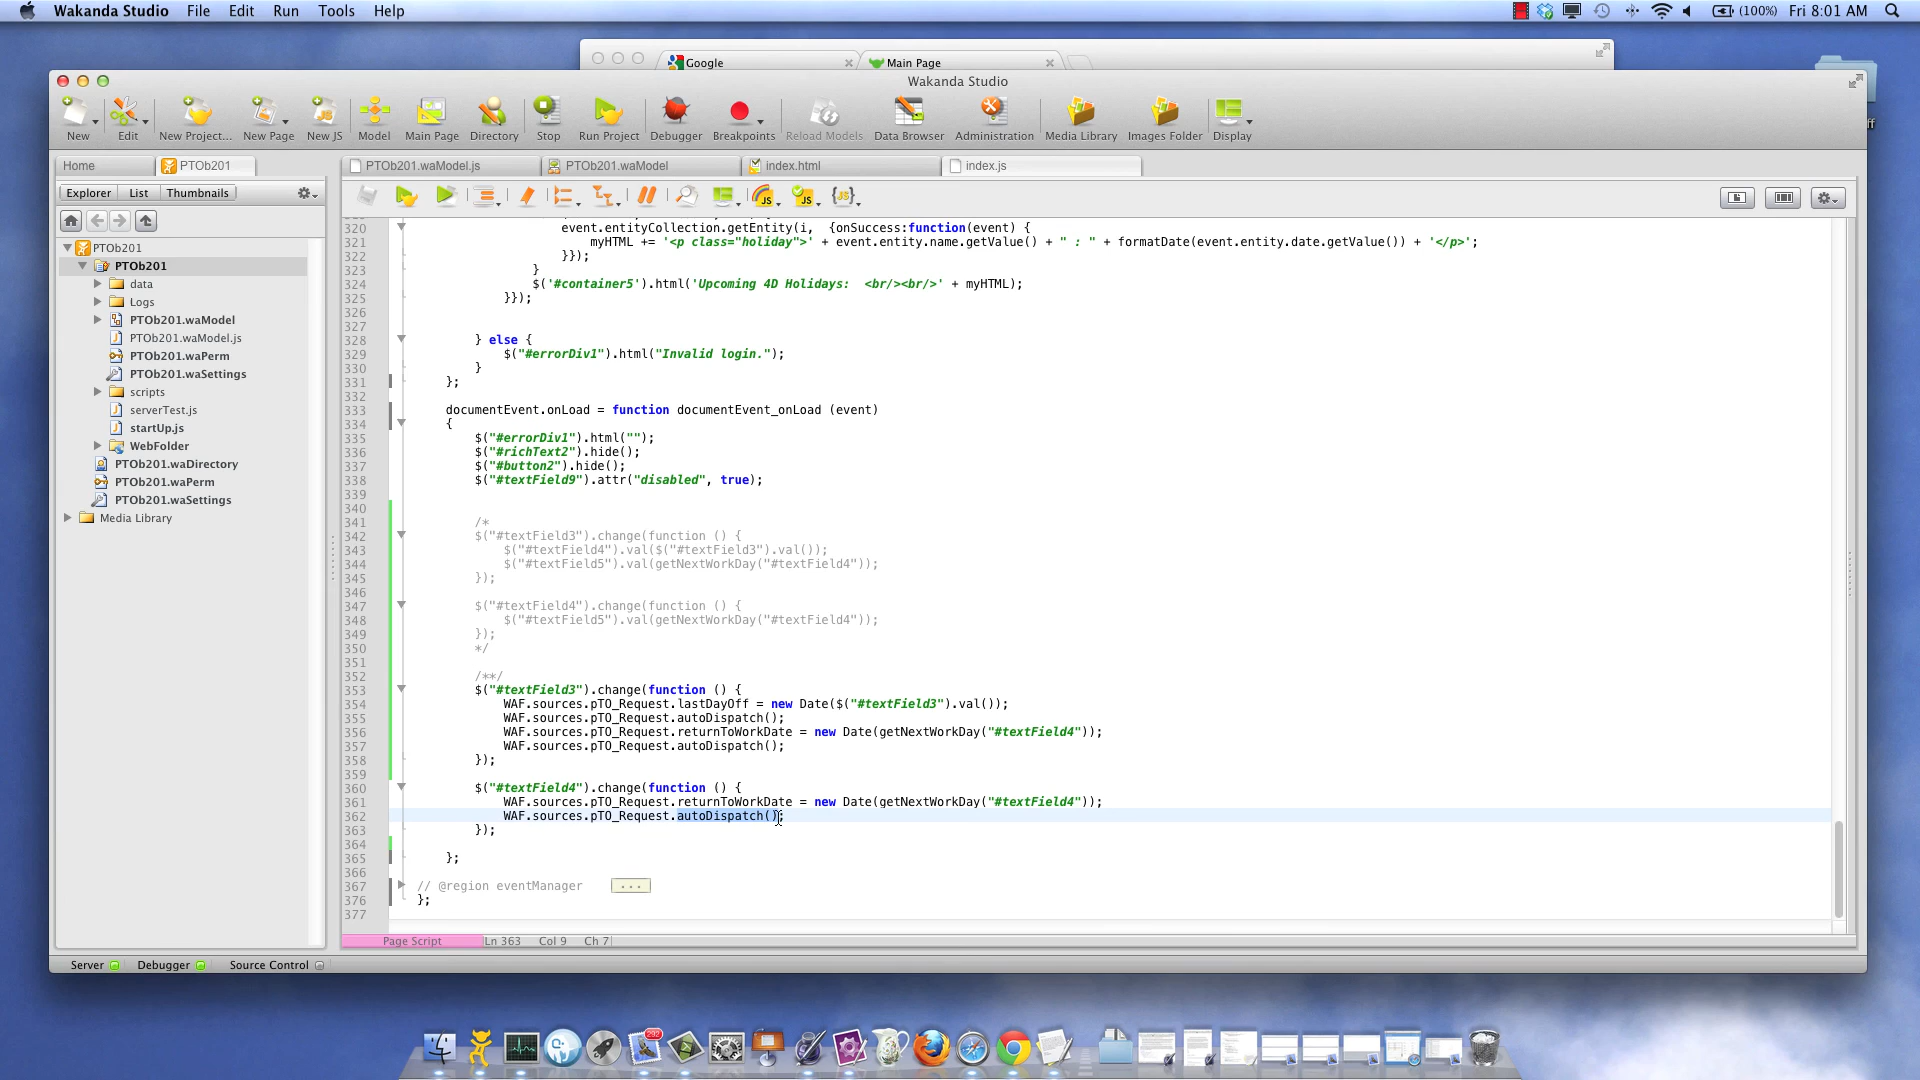 Wakanda Studio File Edit Run Tools Help (100%) Fri 8:01 AM
Google Main Page
Wakanda Studio
New Edit New Project... New Page New JS Model Main Page Directory Stop Run Project Debugger Breakpoints Reload Models Data Browser Administration Media Library Images Folder Display
Home PTOb201 PTOb201.waModel.js PTOb201.waModel index.html index.js
Explorer List Thumbnails
PTOb201
PTOb201
data
Logs
PTOb201.waModel
PTOb201.waModel.js
PTOb201.waPerm
PTOb201.waSettings
scripts
serverTest.js
startUp.js
WebFolder
PTOb201.waDirectory
PTOb201.waPerm
PTOb201.waSettings
Media Library
320 event.entityCollection.getEntity(i, {onSuccess:function(event) {
321 myHTML += '<p class="holiday">' + event.entity.name.getValue() + " : " + formatDate(event.entity.date.getValue()) + '</p>';
322 }});
323 }
324 $('#container5').html('Upcoming 4D Holidays: <br/><br/>' + myHTML);
325 }});
326
327
328 } else {
329 $("#errorDiv1").html("Invalid login.");
330 }
331 };
332
333 documentEvent.onLoad = function documentEvent_onLoad (event)
334 {
335 $("#errorDiv1").html("");
336 $("#richText2").hide();
337 $("#button2").hide();
338 $("#textField9").attr("disabled", true);
339
340
341 /*
342 $("#textField3").change(function () {
343 $("#textField4").val($("#textField3").val());
344 $("#textField5").val(getNextWorkDay("#textField4"));
345 });
346
347 $("#textField4").change(function () {
348 $("#textField5").val(getNextWorkDay("#textField4"));
349 });
350 */
351
352 /**/
353 $("#textField3").change(function () {
354 WAF.sources.pTO_Request.lastDayOff = new Date($("#textField3").val());
355 WAF.sources.pTO_Request.autoDispatch();
356 WAF.sources.pTO_Request.returnToWorkDate = new Date(getNextWorkDay("#textField4"));
357 WAF.sources.pTO_Request.autoDispatch();
358 });
359
360 $("#textField4").change(function () {
361 WAF.sources.pTO_Request.returnToWorkDate = new Date(getNextWorkDay("#textField4"));
362 WAF.sources.pTO_Request.autoDispatch();
363 });
364
365 };
366
367 // @region eventManager ...
376 };
377
Page Script Ln 363 Col 9 Ch 7
Server Debugger Source Control
292